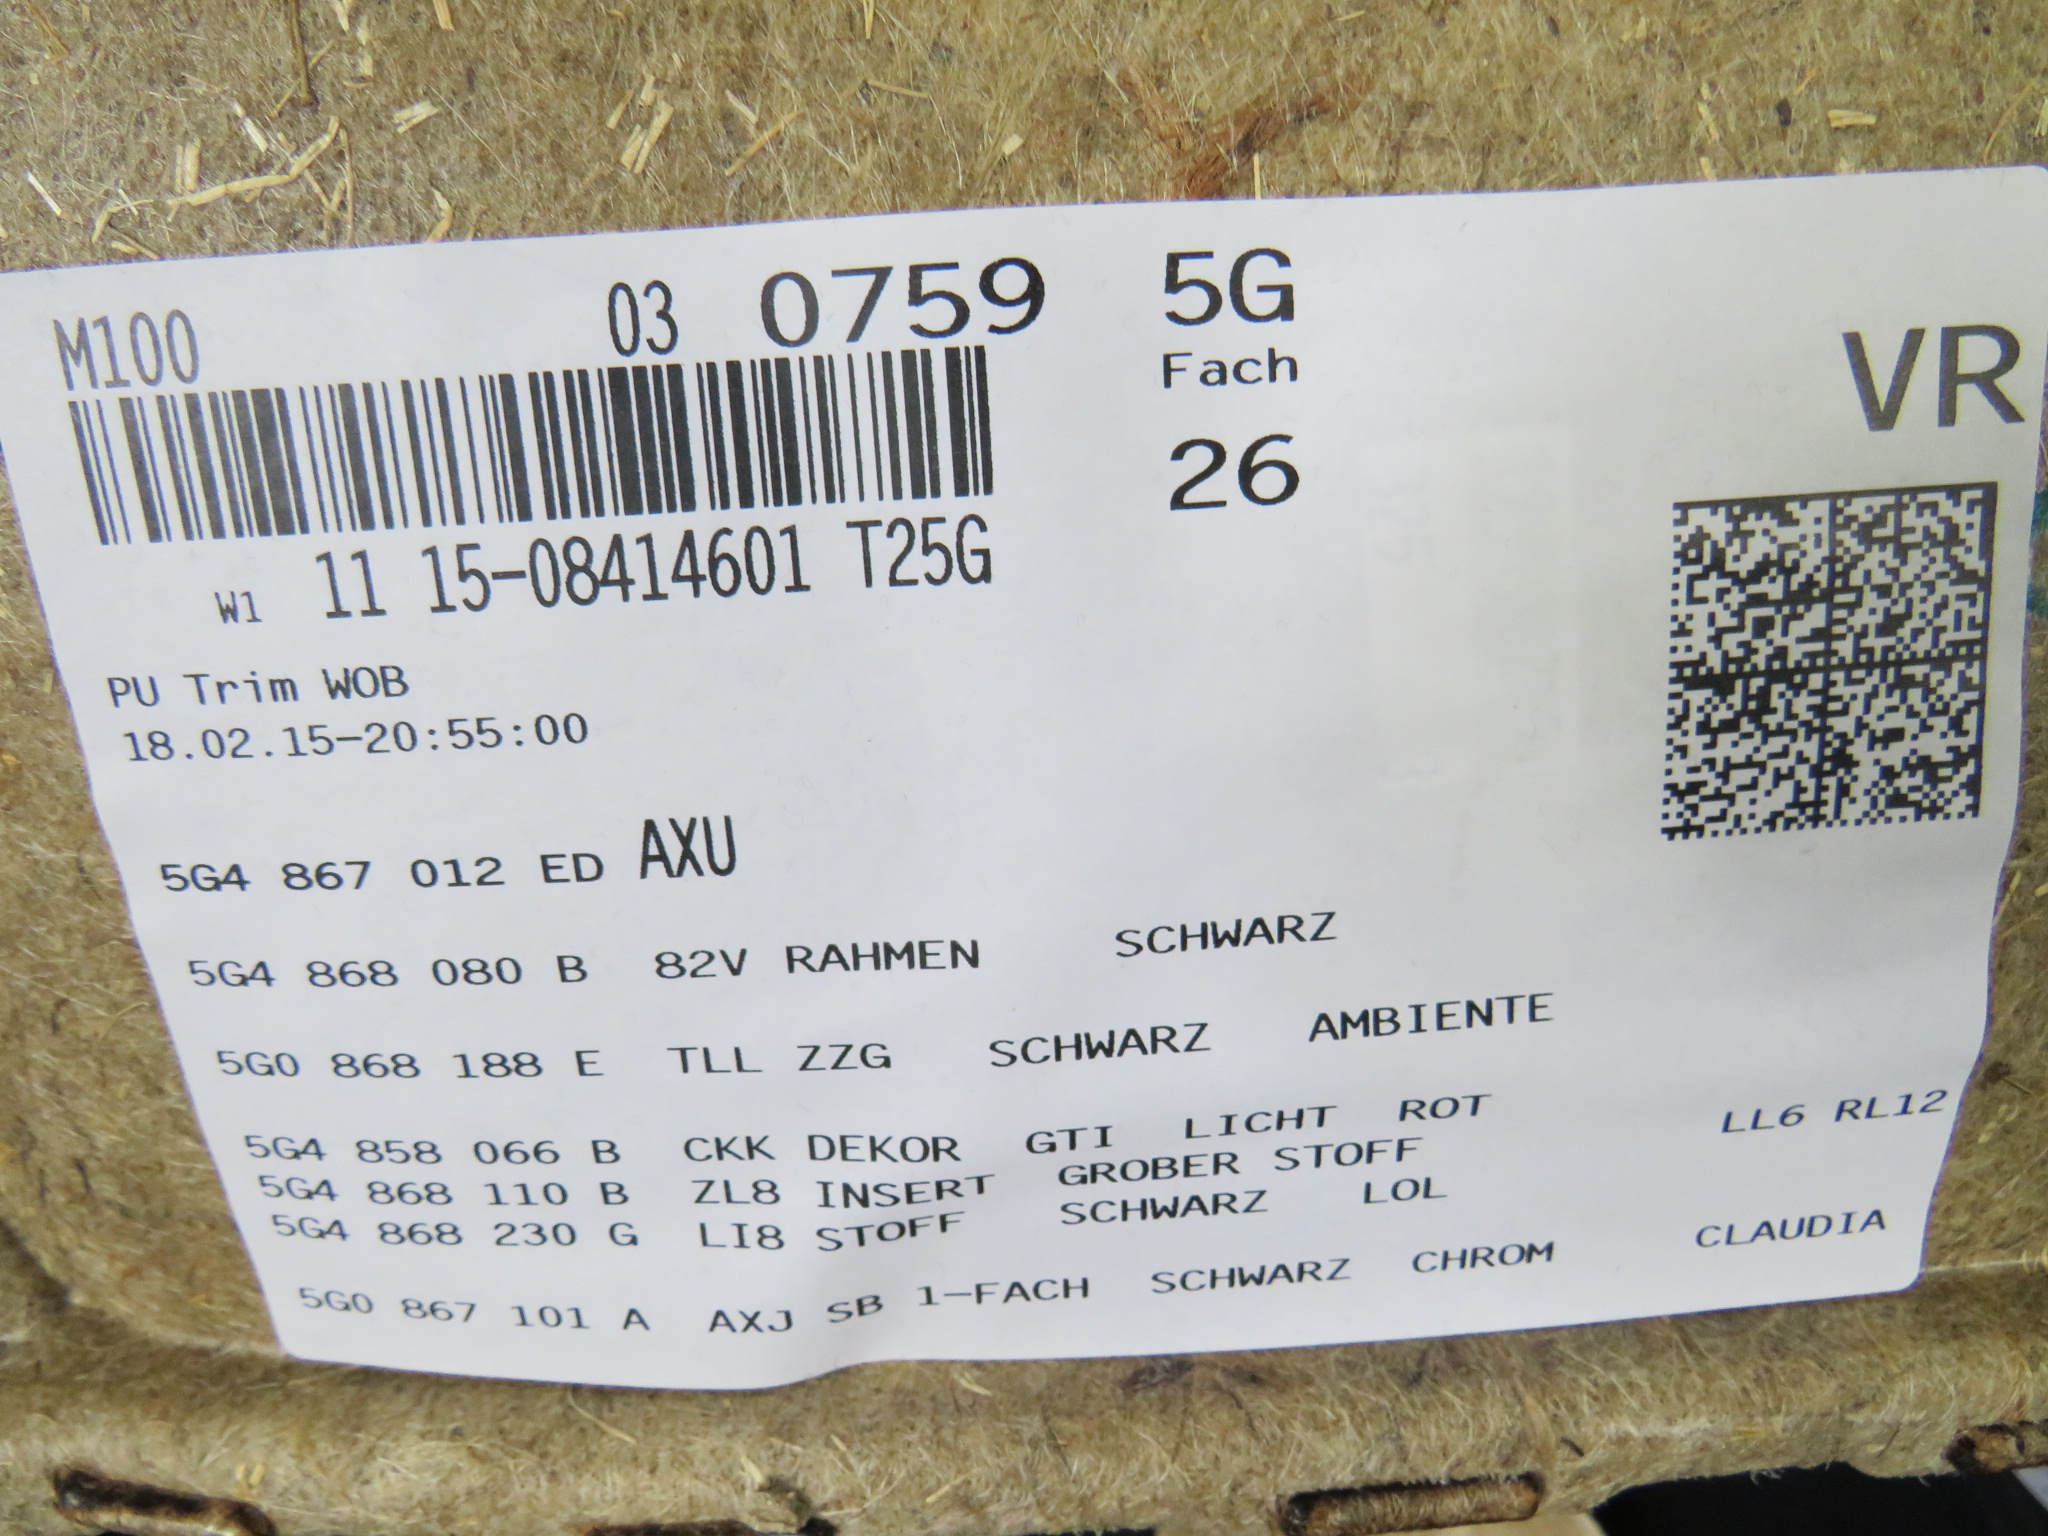 M100 03 0759 5G VR
Fach
26
W1 11 15-08414601 T25G
PU Trim WOB
18.02.15-20:55:00
5G4 867 012 ED AXU
5G4 868 080 B 82V RAHMEN SCHWARZ
5G0 868 188 E TLL ZZG SCHWARZ AMBIENTE
5G4 858 066 B CKK DEKOR GTI LICHT ROT LL6 RL12
5G4 868 110 B ZL8 INSERT GROBER STOFF
5G4 868 230 G LI8 STOFF SCHWARZ LOL
5G0 867 101 A AXJ SB 1-FACH SCHWARZ CHROM CLAUDIA